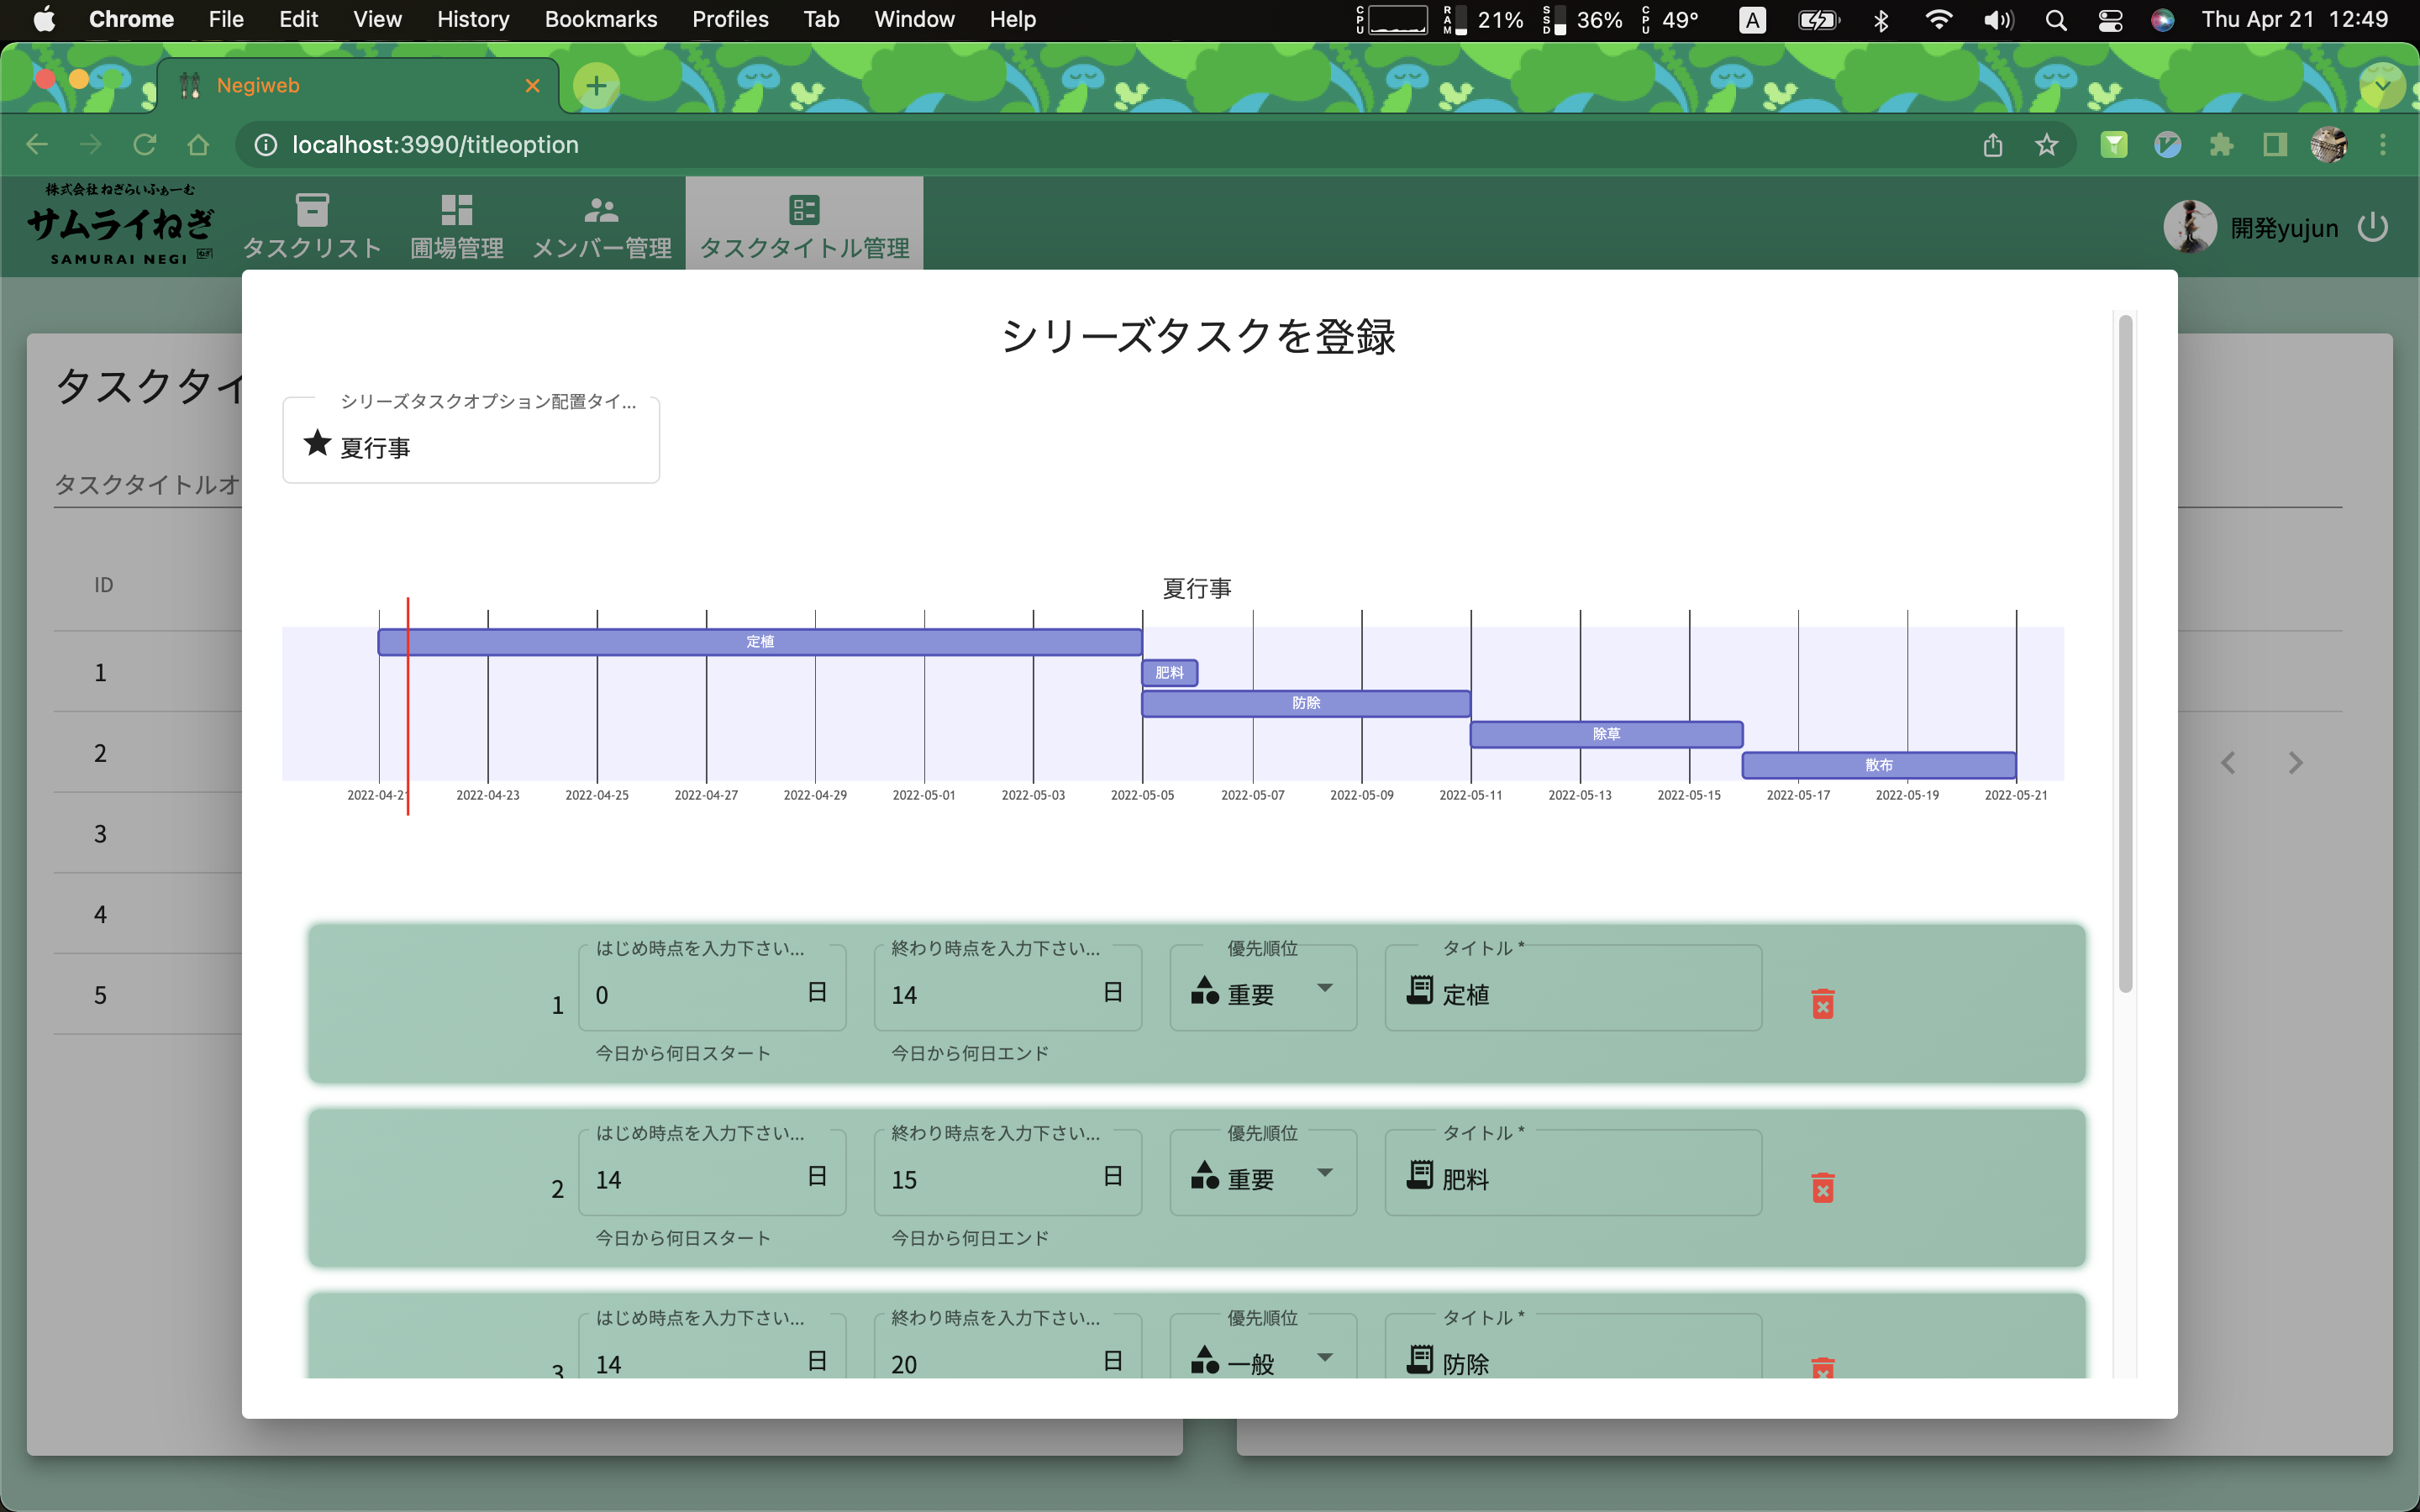 Chrome File Edit View History Bookmarks Profiles Tab Window Help CPU RAM 21% SSD 36% CPU 49° A Thu Apr 21 12:49
Negiweb
localhost:3990/titleoption
株式会社 ねぎらいふぁーむ
サムライねぎ
SAMURAI NEGI
タスクリスト 圃場管理 メンバー管理 タスクタイトル管理
開発yujun
シリーズタスクを登録
タスクタイ
シリーズタスクオプション配置タイ...
夏行事
タスクタイトルオ
ID
1
2
3
4
5
夏行事
定植
肥料
防除
除草
散布
2022-04-21 2022-04-23 2022-04-25 2022-04-27 2022-04-29 2022-05-01 2022-05-03 2022-05-05 2022-05-07 2022-05-09 2022-05-11 2022-05-13 2022-05-15 2022-05-17 2022-05-19 2022-05-21
はじめ時点を入力下さい... 終わり時点を入力下さい... 優先順位 タイトル *
1 0 日 14 日 重要 定植
今日から何日スタート 今日から何日エンド
はじめ時点を入力下さい... 終わり時点を入力下さい... 優先順位 タイトル *
2 14 日 15 日 重要 肥料
今日から何日スタート 今日から何日エンド
はじめ時点を入力下さい... 終わり時点を入力下さい... 優先順位 タイトル *
3 14 日 20 日 一般 防除